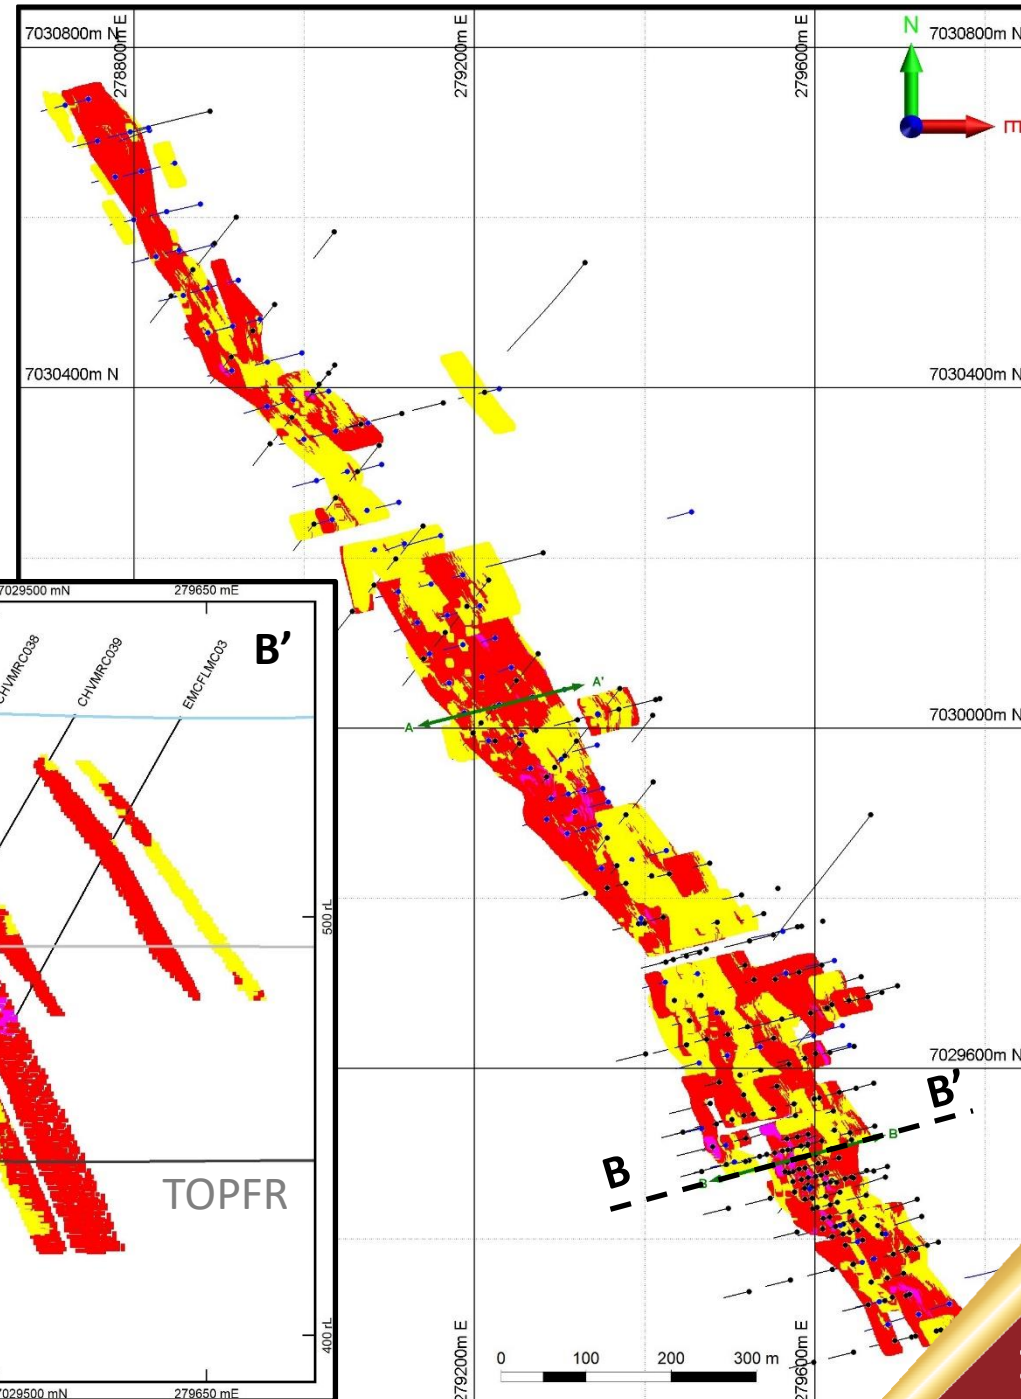 7030800m N
278800m E
279200m E
279600m E
7030800m N
N
E
7030400m N
7030400m N
7029500 mN
279650 mE
B'
CHVMRC038
CHVMRC039
EMCFLMC03
A'
A
7030000m N
500 rL
7029600m N
B'
B
B
B'
TOPFR
400 rL
7029500 mN
279650 mE
279200m E
0 100 200 300 m
279600m E